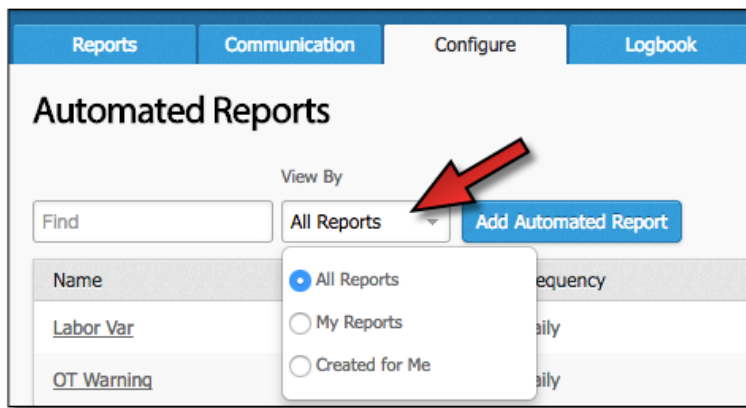 Reports Communication Configure Logbook
Automated Reports
View By
Find All Reports Add Automated Report
Name equency
All Reports
Labor Var aily
My Reports
OT Warning aily
Created for Me